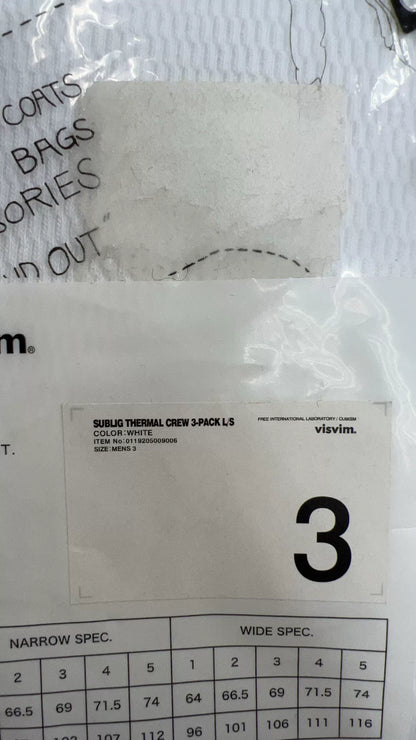 COATS
BAGS
ND OUT"
m®
T.
SUBLIG THERMAL CREW 3-PACK L/S
COLOR:WHITE
ITEM No:0119205009006
SIZE:MENS 3
FREE INTERNATIONAL LABORATORY / CUBISM
visvim.
3
NARROW SPEC. WIDE SPEC.
2 3 4 5 1 2 3 4 5
66.5 69 71.5 74 64 66.5 69 71.5 74
107 112 96 101 106 111 116